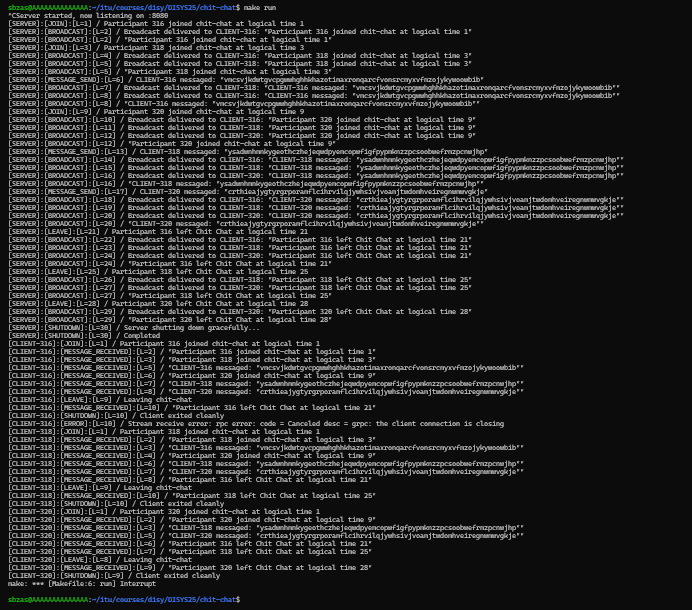 sbzas@AAAAAAAAAAAAAA:~/itu/courses/disy/DISYS25/chit-chat$ make run
^CServer started, now listening on :8080
[SERVER]:[JOIN]:[L=1] / Participant 316 joined chit-chat at logical time 1
[SERVER]:[BROADCAST]:[L=2] / Broadcast delivered to CLIENT-316: "Participant 316 joined chit-chat at logical time 1"
[SERVER]:[BROADCAST]:[L=2] / "Participant 316 joined chit-chat at logical time 1"
[SERVER]:[JOIN]:[L=3] / Participant 318 joined chit-chat at logical time 3
[SERVER]:[BROADCAST]:[L=4] / Broadcast delivered to CLIENT-316: "Participant 318 joined chit-chat at logical time 3"
[SERVER]:[BROADCAST]:[L=5] / Broadcast delivered to CLIENT-318: "Participant 318 joined chit-chat at logical time 3"
[SERVER]:[BROADCAST]:[L=5] / "Participant 318 joined chit-chat at logical time 3"
[SERVER]:[MESSAGE_SEND]:[L=6] / CLIENT-316 messaged:
[SERVER]:[BROADCAST]:[L=7] / Broadcast delivered to CLIENT-318: "CLIENT-316 messaged:
[SERVER]:[BROADCAST]:[L=8] / Broadcast delivered to CLIENT-316: "CLIENT-316 messaged:
[SERVER]:[BROADCAST]:[L=8] / "CLIENT-316 messaged:
[SERVER]:[JOIN]:[L=9] / Participant 320 joined chit-chat at logical time 9
[SERVER]:[BROADCAST]:[L=10] / Broadcast delivered to CLIENT-316: "Participant 320 joined chit-chat at logical time 9"
[SERVER]:[BROADCAST]:[L=11] / Broadcast delivered to CLIENT-318: "Participant 320 joined chit-chat at logical time 9"
[SERVER]:[BROADCAST]:[L=12] / Broadcast delivered to CLIENT-320: "Participant 320 joined chit-chat at logical time 9"
[SERVER]:[BROADCAST]:[L=12] / "Participant 320 joined chit-chat at logical time 9"
[SERVER]:[MESSAGE_SEND]:[L=13] / CLIENT-318 messaged:
[SERVER]:[BROADCAST]:[L=14] / Broadcast delivered to CLIENT-316: "CLIENT-318 messaged:
[SERVER]:[BROADCAST]:[L=15] / Broadcast delivered to CLIENT-318: "CLIENT-318 messaged:
[SERVER]:[BROADCAST]:[L=16] / Broadcast delivered to CLIENT-320: "CLIENT-318 messaged:
[SERVER]:[BROADCAST]:[L=16] / "CLIENT-318 messaged:
[SERVER]:[MESSAGE_SEND]:[L=17] / CLIENT-320 messaged:
[SERVER]:[BROADCAST]:[L=18] / Broadcast delivered to CLIENT-316: "CLIENT-320 messaged:
[SERVER]:[BROADCAST]:[L=19] / Broadcast delivered to CLIENT-318: "CLIENT-320 messaged:
[SERVER]:[BROADCAST]:[L=20] / Broadcast delivered to CLIENT-320: "CLIENT-320 messaged:
[SERVER]:[BROADCAST]:[L=20] / "CLIENT-320 messaged:
[SERVER]:[LEAVE]:[L=21] / Participant 316 left Chit Chat at logical time 21
[SERVER]:[BROADCAST]:[L=22] / Broadcast delivered to CLIENT-318: "Participant 316 left Chit Chat at logical time 21"
[SERVER]:[BROADCAST]:[L=23] / Broadcast delivered to CLIENT-316: "Participant 316 left Chit Chat at logical time 21"
[SERVER]:[BROADCAST]:[L=24] / Broadcast delivered to CLIENT-320: "Participant 316 left Chit Chat at logical time 21"
[SERVER]:[BROADCAST]:[L=24] / "Participant 316 left Chit Chat at logical time 21"
[SERVER]:[LEAVE]:[L=25] / Participant 318 left Chit Chat at logical time 25
[SERVER]:[BROADCAST]:[L=26] / Broadcast delivered to CLIENT-318: "Participant 318 left Chit Chat at logical time 25"
[SERVER]:[BROADCAST]:[L=27] / Broadcast delivered to CLIENT-320: "Participant 318 left Chit Chat at logical time 25"
[SERVER]:[BROADCAST]:[L=27] / "Participant 318 left Chit Chat at logical time 25"
[SERVER]:[LEAVE]:[L=28] / Participant 320 left Chit Chat at logical time 28
[SERVER]:[BROADCAST]:[L=29] / Broadcast delivered to CLIENT-320: "Participant 320 left Chit Chat at logical time 28"
[SERVER]:[BROADCAST]:[L=29] / "Participant 320 left Chit Chat at logical time 28"
[SERVER]:[SHUTDOWN]:[L=30] / Server shutting down gracefully...
[SERVER]:[SHUTDOWN]:[L=30] / Completed
[CLIENT-316]:[JOIN]:[L=1] / Participant 316 joined chit-chat at logical time 1
[CLIENT-316]:[MESSAGE_RECEIVED]:[L=2] / "Participant 316 joined chit-chat at logical time 1"
[CLIENT-316]:[MESSAGE_RECEIVED]:[L=3] / "Participant 318 joined chit-chat at logical time 3"
[CLIENT-316]:[MESSAGE_RECEIVED]:[L=5] / "CLIENT-316 messaged:
[CLIENT-316]:[MESSAGE_RECEIVED]:[L=6] / "Participant 320 joined chit-chat at logical time 9"
[CLIENT-316]:[MESSAGE_RECEIVED]:[L=7] / "CLIENT-318 messaged:
[CLIENT-316]:[MESSAGE_RECEIVED]:[L=8] / "CLIENT-320 messaged:
[CLIENT-316]:[LEAVE]:[L=9] / Leaving chit-chat
[CLIENT-316]:[MESSAGE_RECEIVED]:[L=10] / "Participant 316 left Chit Chat at logical time 21"
[CLIENT-316]:[SHUTDOWN]:[L=10] / Client exited cleanly
[CLIENT-316]:[ERROR]:[L=10] / Stream receive error: rpc error: code = Canceled desc = grpc: the client connection is closing
[CLIENT-318]:[JOIN]:[L=1] / Participant 318 joined chit-chat at logical time 1
[CLIENT-318]:[MESSAGE_RECEIVED]:[L=2] / "Participant 318 joined chit-chat at logical time 3"
[CLIENT-318]:[MESSAGE_RECEIVED]:[L=3] / "CLIENT-316 messaged:
[CLIENT-318]:[MESSAGE_RECEIVED]:[L=4] / "Participant 320 joined chit-chat at logical time 9"
[CLIENT-318]:[MESSAGE_RECEIVED]:[L=6] / "CLIENT-318 messaged:
[CLIENT-318]:[MESSAGE_RECEIVED]:[L=7] / "CLIENT-320 messaged:
[CLIENT-318]:[MESSAGE_RECEIVED]:[L=8] / "Participant 316 left Chit Chat at logical time 21"
[CLIENT-318]:[LEAVE]:[L=9] / Leaving chit-chat
[CLIENT-318]:[MESSAGE_RECEIVED]:[L=10] / "Participant 318 left Chit Chat at logical time 25"
[CLIENT-318]:[SHUTDOWN]:[L=10] / Client exited cleanly
[CLIENT-320]:[JOIN]:[L=1] / Participant 320 joined chit-chat at logical time 1
[CLIENT-320]:[MESSAGE_RECEIVED]:[L=2] / "Participant 320 joined chit-chat at logical time 9"
[CLIENT-320]:[MESSAGE_RECEIVED]:[L=3] / "CLIENT-318 messaged:
[CLIENT-320]:[MESSAGE_RECEIVED]:[L=5] / "CLIENT-320 messaged:
[CLIENT-320]:[MESSAGE_RECEIVED]:[L=6] / "Participant 316 left Chit Chat at logical time 21"
[CLIENT-320]:[MESSAGE_RECEIVED]:[L=7] / "Participant 318 left Chit Chat at logical time 25"
[CLIENT-320]:[LEAVE]:[L=8] / Leaving chit-chat
[CLIENT-320]:[MESSAGE_RECEIVED]:[L=9] / "Participant 320 left Chit Chat at logical time 28"
[CLIENT-320]:[SHUTDOWN]:[L=9] / Client exited cleanly
make: *** [Makefile:6: run] Interrupt
sbzas@AAAAAAAAAAAAAA:~/itu/courses/disy/DISYS25/chit-chat$